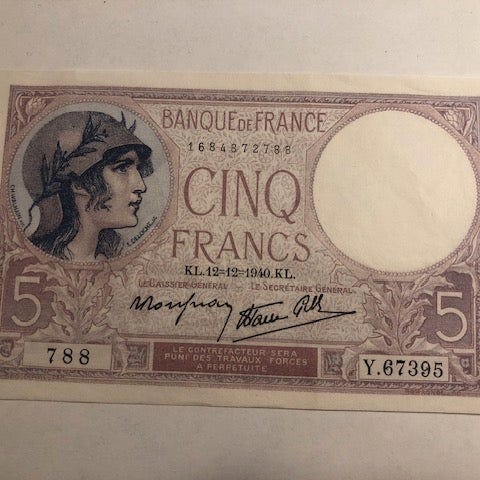 BANQUE DE FRANCE
1684872788
CINQ
FRANCS
KL.12=12=1940.KL.
LE CAISSIER GÉNÉRAL LE SECRÉTAIRE GÉNÉRAL
5 5
788 Y.67395
LE CONTREFACTEUR SERA
PUNI DES TRAVAUX FORCÉS
À PERPÉTUITÉ